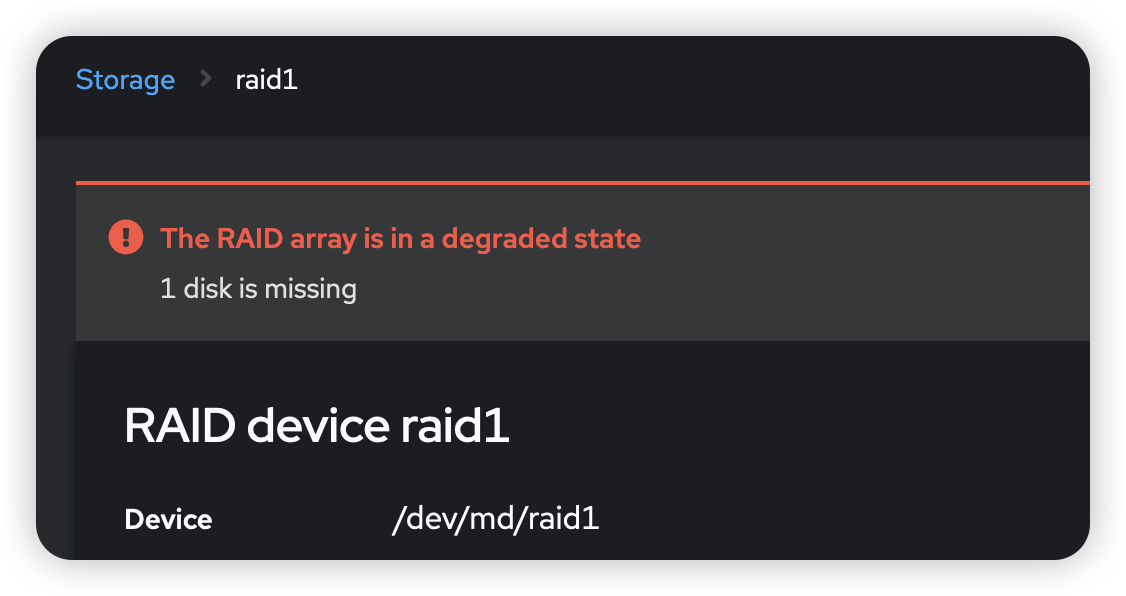 Storage > raid1
The RAID array is in a degraded state
1 disk is missing
RAID device raid1
Device /dev/md/raid1